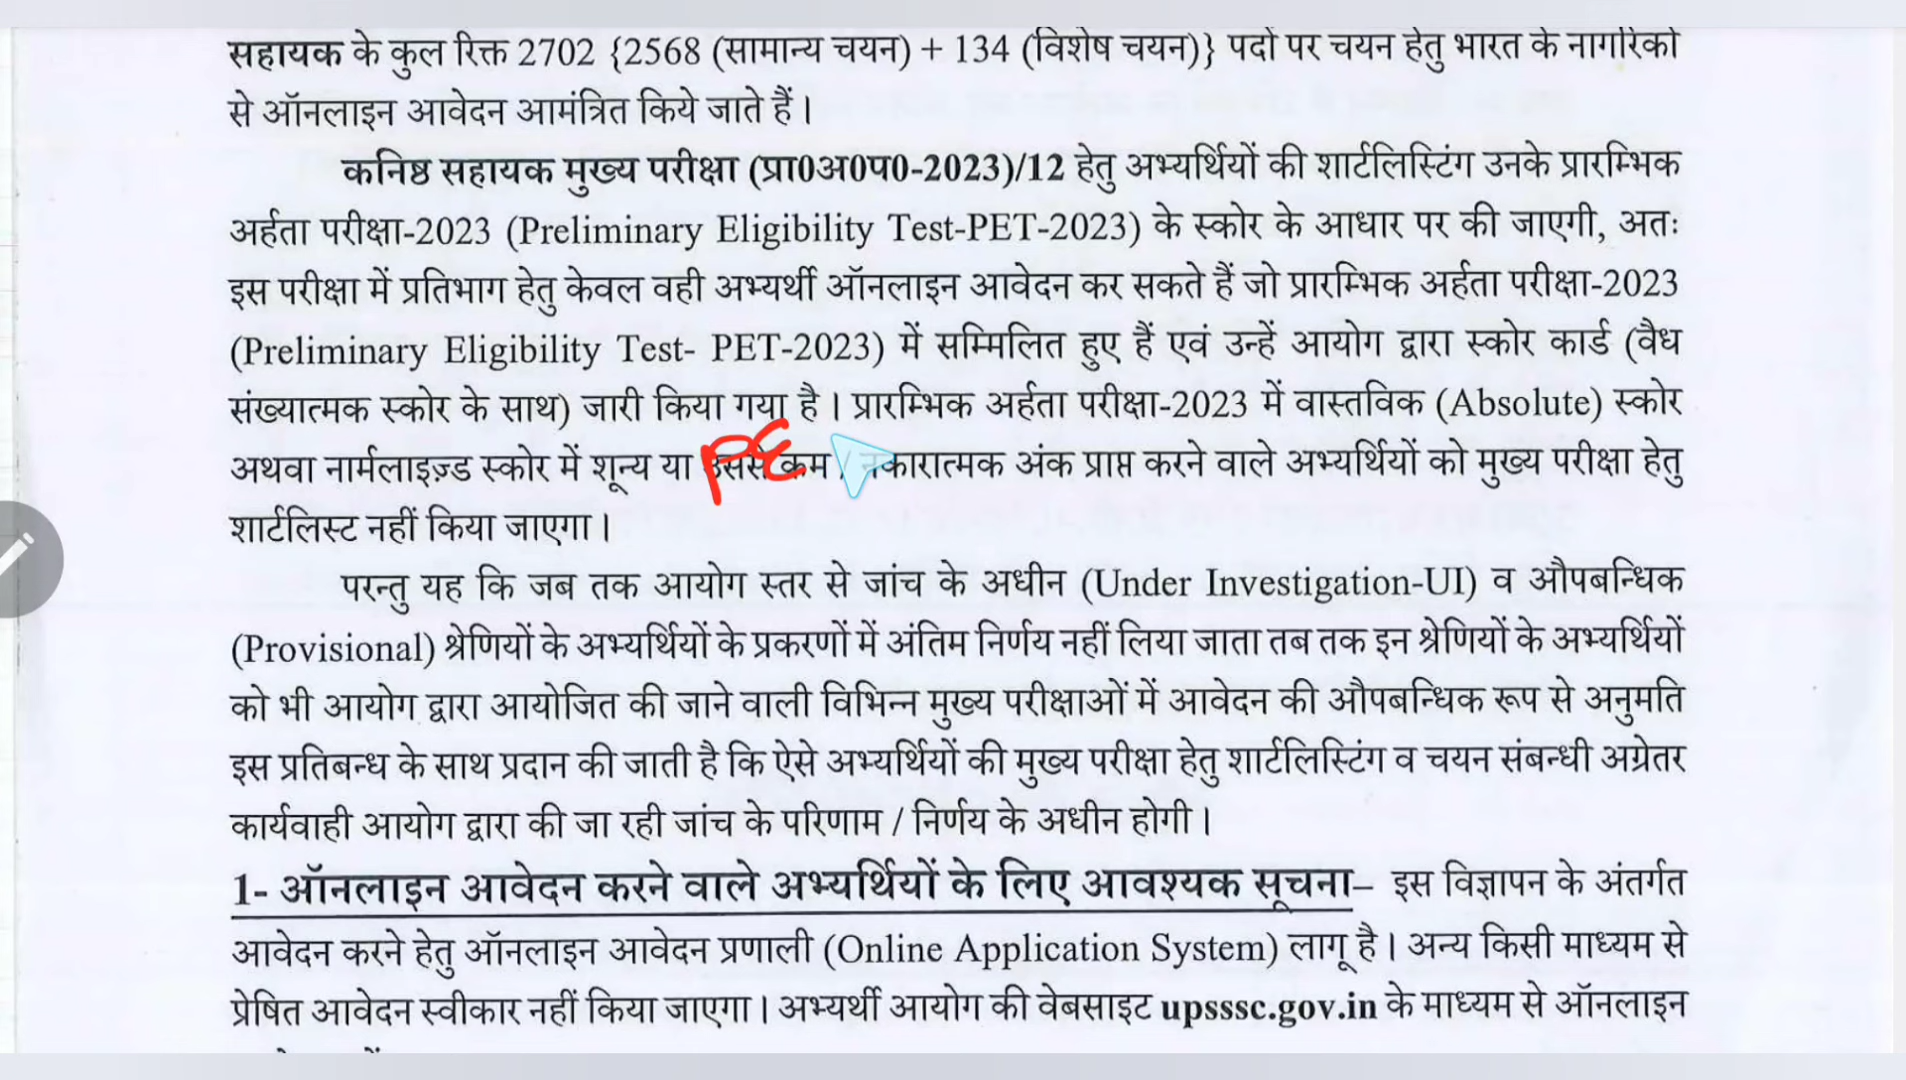 सहायक के कुल रिक्त 2702 {2568 (सामान्य चयन) + 134 (विशेष चयन)} पदों पर चयन हेतु भारत के नागरिकों
से ऑनलाइन आवेदन आमंत्रित किये जाते हैं।
कनिष्ठ सहायक मुख्य परीक्षा (प्रा0अ0प0-2023)/12 हेतु अभ्यर्थियों की शार्टलिस्टिंग उनके प्रारम्भिक
अर्हता परीक्षा-2023 (Preliminary Eligibility Test-PET-2023) के स्कोर के आधार पर की जाएगी, अतः
इस परीक्षा में प्रतिभाग हेतु केवल वही अभ्यर्थी ऑनलाइन आवेदन कर सकते हैं जो प्रारम्भिक अर्हता परीक्षा-2023
(Preliminary Eligibility Test- PET-2023) में सम्मिलित हुए हैं एवं उन्हें आयोग द्वारा स्कोर कार्ड (वैध
संख्यात्मक स्कोर के साथ) जारी किया गया है। प्रारम्भिक अर्हता परीक्षा-2023 में वास्तविक (Absolute) स्कोर
अथवा नार्मलाइज़्ड स्कोर में शून्य या उससे कम / नकारात्मक अंक प्राप्त करने वाले अभ्यर्थियों को मुख्य परीक्षा हेतु
PE
शार्टलिस्ट नहीं किया जाएगा।
परन्तु यह कि जब तक आयोग स्तर से जांच के अधीन (Under Investigation-UI) व औपबन्धिक
(Provisional) श्रेणियों के अभ्यर्थियों के प्रकरणों में अंतिम निर्णय नहीं लिया जाता तब तक इन श्रेणियों के अभ्यर्थियों
को भी आयोग द्वारा आयोजित की जाने वाली विभिन्न मुख्य परीक्षाओं में आवेदन की औपबन्धिक रूप से अनुमति
इस प्रतिबन्ध के साथ प्रदान की जाती है कि ऐसे अभ्यर्थियों की मुख्य परीक्षा हेतु शार्टलिस्टिंग व चयन संबन्धी अग्रेतर
कार्यवाही आयोग द्वारा की जा रही जांच के परिणाम / निर्णय के अधीन होगी।
1- ऑनलाइन आवेदन करने वाले अभ्यर्थियों के लिए आवश्यक सूचना– इस विज्ञापन के अंतर्गत
आवेदन करने हेतु ऑनलाइन आवेदन प्रणाली (Online Application System) लागू है। अन्य किसी माध्यम से
प्रेषित आवेदन स्वीकार नहीं किया जाएगा। अभ्यर्थी आयोग की वेबसाइट upsssc.gov.in के माध्यम से ऑनलाइन